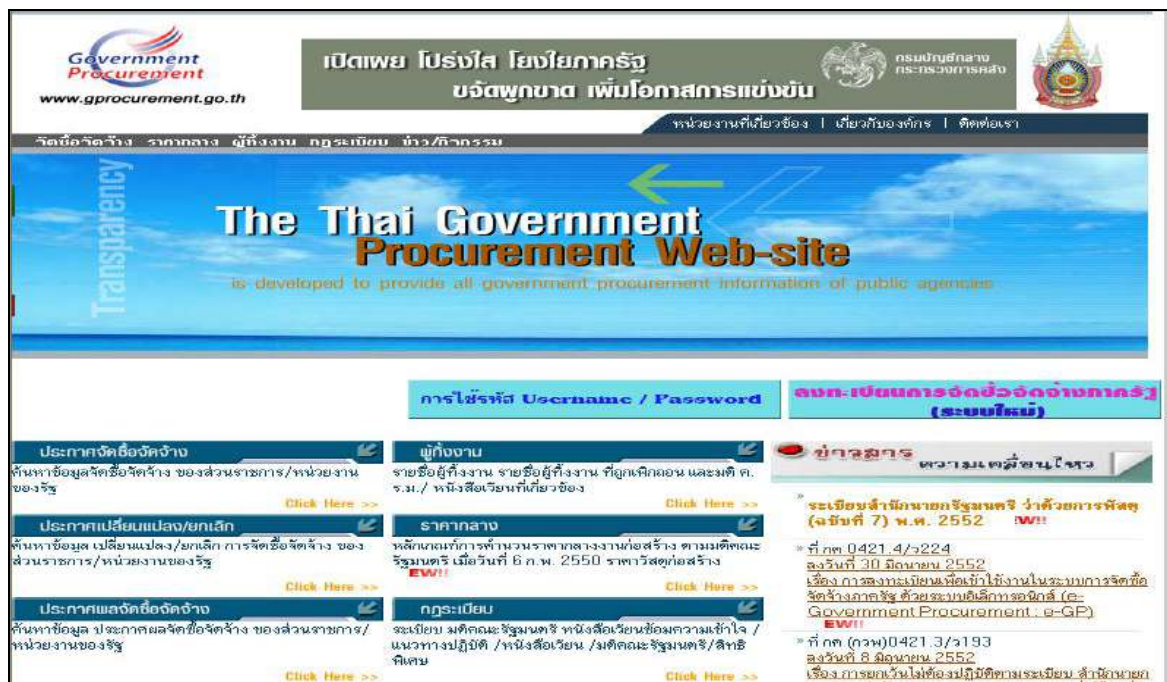 Government
Procurement
www.gprocurement.go.th
เปิดเผย โปร่งใส โยงใยภาครัฐ
ขจัดผูกขาด เพิ่มโอกาสการแข่งขัน
กรมบัญชีกลาง
กระทรวงการคลัง
หน่วยงานที่เกี่ยวข้อง | เกี่ยวกับองค์กร | ติดต่อเรา
จัดซื้อจัดจ้าง ราคากลาง ผู้ทิ้งงาน กฎระเบียบ ข่าว/กิจกรรม
Transparency
The Thai Government
Procurement Web-site
is developed to provide all government procurement information of public agencies
การใช้รหัส Username / Password
ลงทะเบียนการจัดซื้อจัดจ้างภาครัฐ
(ระบบใหม่)
ประกาศจัดซื้อจัดจ้าง
ค้นหาข้อมูลจัดซื้อจัดจ้าง ของส่วนราชการ/หน่วยงาน
ของรัฐ
Click Here >>
ประกาศเปลี่ยนแปลง/ยกเลิก
ค้นหาข้อมูล เปลี่ยนแปลง/ยกเลิก การจัดซื้อจัดจ้าง ของ
ส่วนราชการ/หน่วยงานของรัฐ
Click Here >>
ประกาศผลจัดซื้อจัดจ้าง
ค้นหาข้อมูล ประกาศผลจัดซื้อจัดจ้าง ของส่วนราชการ/
หน่วยงานของรัฐ
Click Here >>
ผู้ทิ้งงาน
รายชื่อผู้ทิ้งงาน รายชื่อผู้ทิ้งงาน ที่ถูกเพิกถอน และมติ ค.
ร.ม./ หนังสือเวียนที่เกี่ยวข้อง
Click Here >>
ราคากลาง
หลักเกณฑ์การคำนวนราคากลางงานก่อสร้าง ตามมติคณะ
รัฐมนตรี เมื่อวันที่ 6 ก.พ. 2550 ราคาวัสดุก่อสร้าง
EW!!
Click Here >>
กฎระเบียบ
ระเบียบ มติคณะรัฐมนตรี หนังสือเวียนซ้อมความเข้าใจ /
แนวทางปฏิบัติ /หนังสือเวียน /มติคณะรัฐมนตรี/สิทธิ
พิเศษ
Click Here >>
ข่าวสาร
ความเคลื่อนไหว
» ระเบียบสำนักนายกรัฐมนตรี ว่าด้วยการพัสดุ
(ฉบับที่ 7) พ.ศ. 2552 W!!
» ที่ กค 0421.4/ว224
ลงวันที่ 30 มิถุนายน 2552
เรื่อง การลงทะเบียนเพื่อเข้าใช้งานในระบบการจัดซื้อ
จัดจ้างภาครัฐ ด้วยระบบอิเล็กทรอนิกส์ (e-
Government Procurement : e-GP)
EW!!
» ที่ กค (กวพ)0421.3/ว193
ลงวันที่ 8 มิถุนายน 2552
เรื่อง การยกเว้นไม่ต้องปฏิบัติตามระเบียบ สำนักนายก